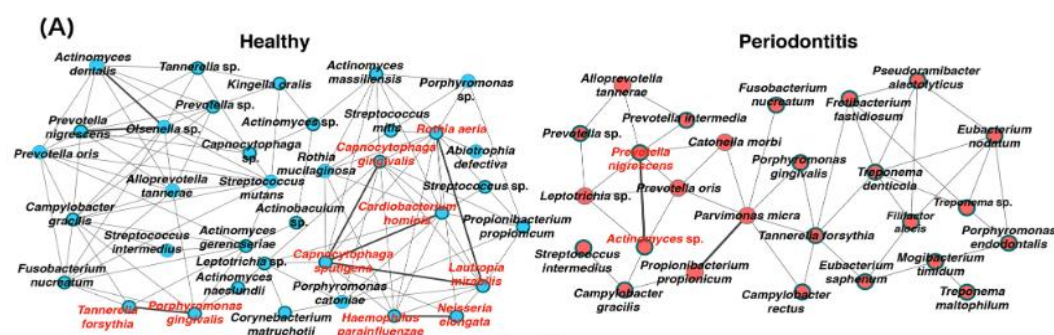 (A)
Healthy
Actinomyces
dentalis
Tannerella sp.
Kingella oralis
Prevotella sp.
Prevotella
nigrescens
Olsenella sp.
Actinomyces sp.
Prevotella oris
Capnocytophaga
sp.
Alloprevotella
tannerae
Streptococcus
mutans
Campylobacter
gracilis
Actinobaculum sp.
Streptococcus
intermedius
Actinomyces
gerencseriae
Leptotrichia sp.
Fusobacterium
nucreatum
Actinomyces
naeslundii
Tannerella
forsythia
Porphyromonas
gingivalis
Corynebacterium
matruchotii
Actinomyces
massiliensis
Porphyromonas
sp.
Streptococcus
mitis
Rothia aeria
Capnocytophaga
gingivalis
Abiotrophia
defectiva
Rothia
mucilaginosa
Streptococcus sp.
Cardiobacterium
hominis
Propionibacterium
propionicum
Capnocytophaga
sputigena
Lautropia
mirabilis
Porphyromonas
catoniae
Haemophilus
parainfluenzae
Neisseria
elongata
Periodontitis
Alloprevotella
tannerae
Fusobacterium
nucreatum
Pseudoramibacter
alactolyticus
Prevotella intermedia
Fretibacterium
fastidiosum
Prevotella sp.
Catonella morbi
Eubacterium
nodatum
Prevotella
nigrescens
Porphyromonas
gingivalis
Treponema
denticola
Leptotrichia sp.
Prevotella oris
Treponema sp.
Parvimonas micra
Filifactor
alocis
Actinomyces sp.
Tannerella forsythia
Porphyromonas
endontalis
Streptococcus
intermedius
Propionibacterium
propionicum
Eubacterium
saphenum
Mogibacterium
timidum
Campylobacter
gracilis
Campylobacter
rectus
Treponema
maltophilum